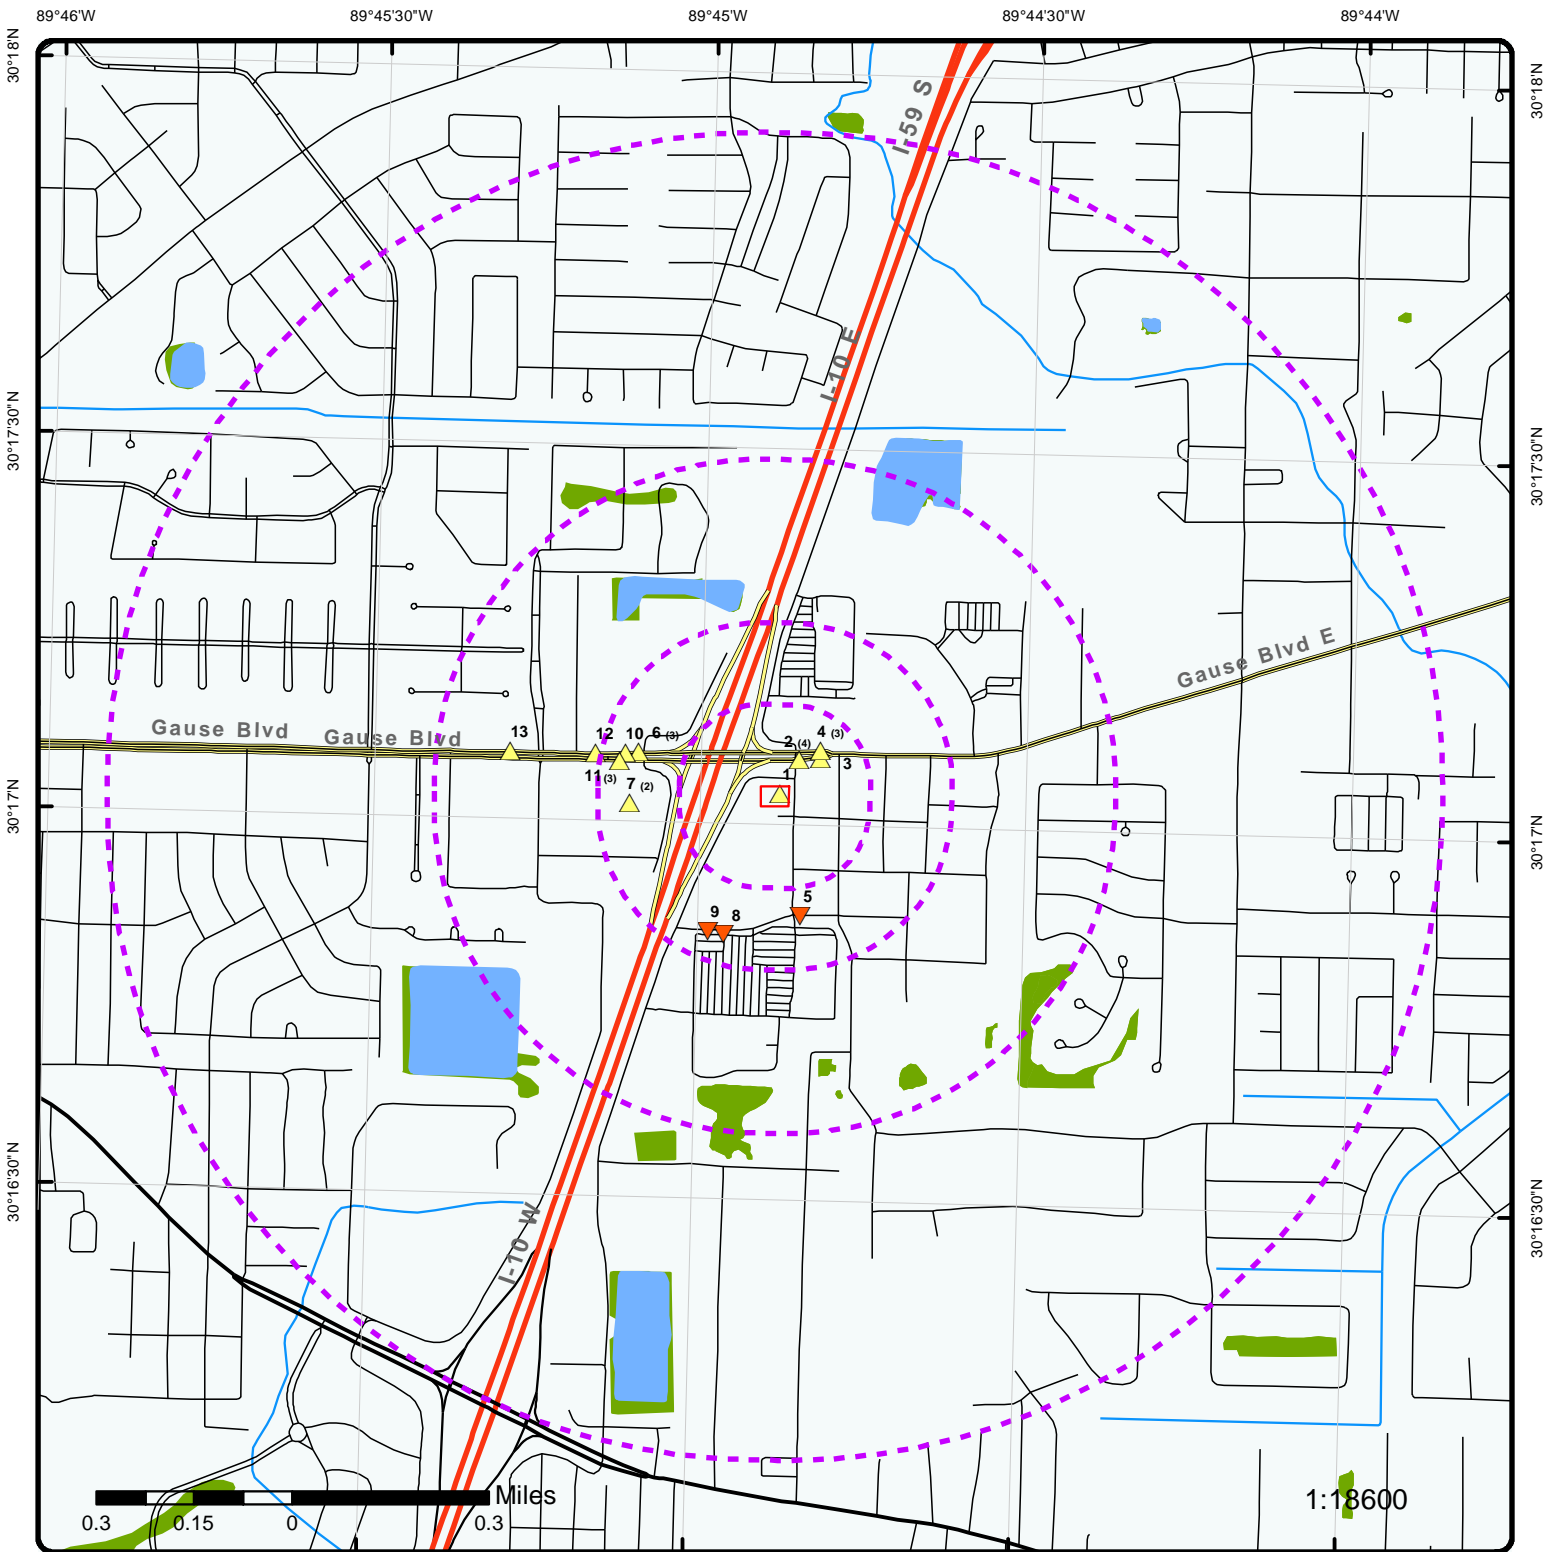 89°46'W 89°45'30"W 89°45'W 89°44'30"W 89°44'W
30°18'N
30°18'N
I-59 S
I-10 E
30°17'30"N
30°17'30"N
Gause Blvd E
Gause Blvd Gause Blvd
13 12 10 6 (3) 2 (4) 4 (3)
3
11 (3) 7 (2) 1
30°17'N
30°17'N
9 8 5
30°16'30"N
30°16'30"N
I-10 W
Miles
0.3 0.15 0 0.3
1:18600